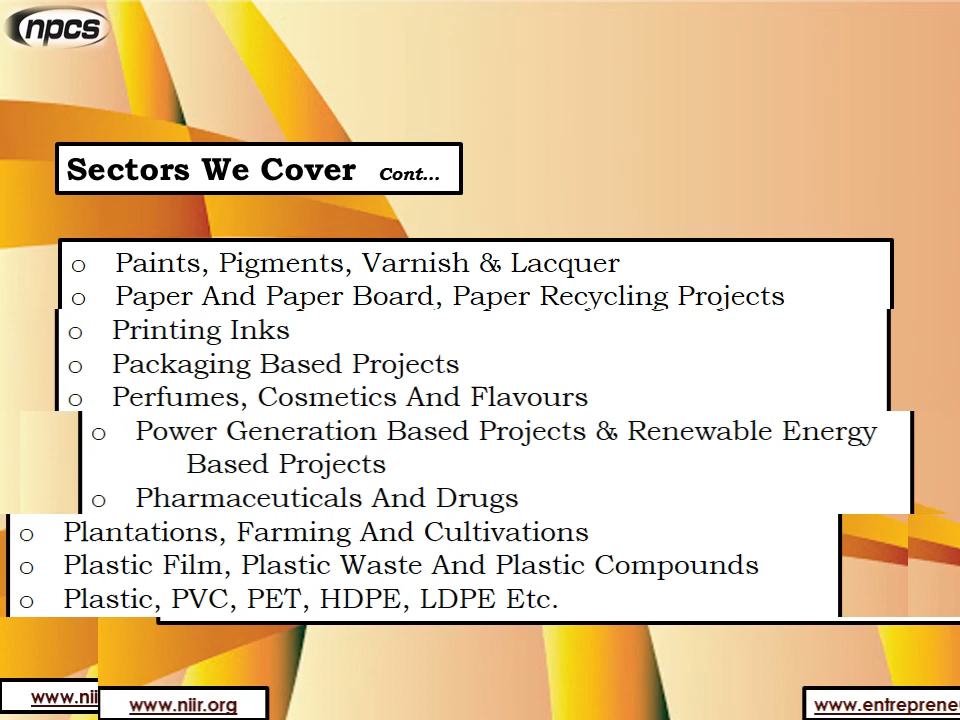 npcs
Sectors We Cover Cont...
o Paints, Pigments, Varnish & Lacquer
o Paper And Paper Board, Paper Recycling Projects
o Printing Inks
o Packaging Based Projects
o Perfumes, Cosmetics And Flavours
o Power Generation Based Projects & Renewable Energy
Based Projects
o Pharmaceuticals And Drugs
o Plantations, Farming And Cultivations
o Plastic Film, Plastic Waste And Plastic Compounds
o Plastic, PVC, PET, HDPE, LDPE Etc.
www.niir.org